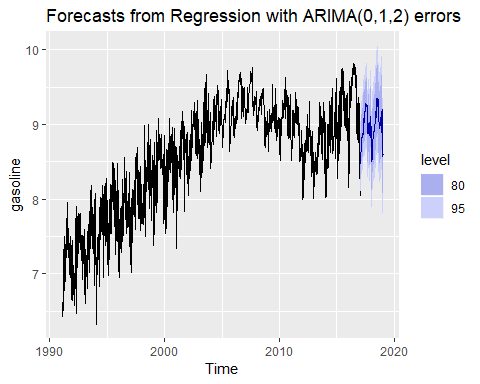 Forecasts from Regression with ARIMA(0,1,2) errors
10
9
8
7
gasoline
1990
2000
2010
2020
Time
level
80
95